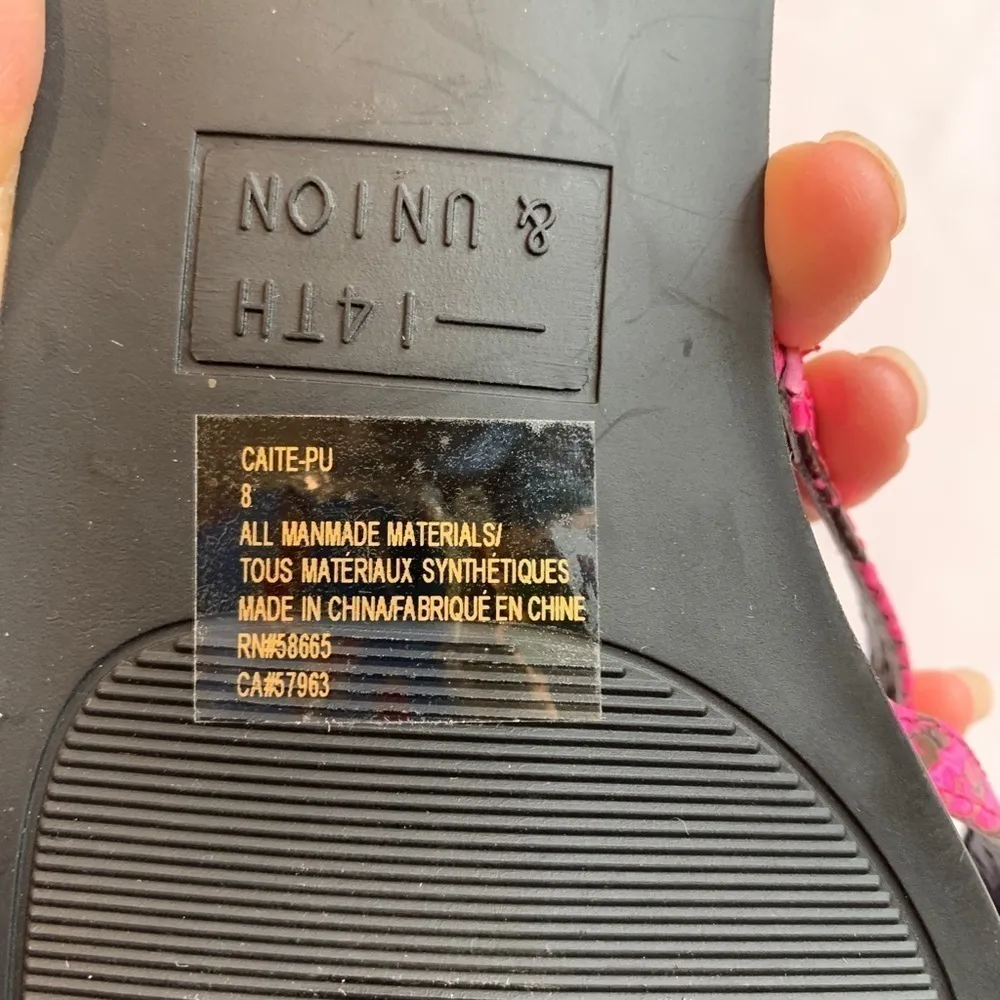 — 14TH
& UNION
CAITE-PU
8
ALL MANMADE MATERIALS/
TOUS MATÉRIAUX SYNTHÉTIQUES
MADE IN CHINA/FABRIQUÉ EN CHINE
RN#58665
CA#57963